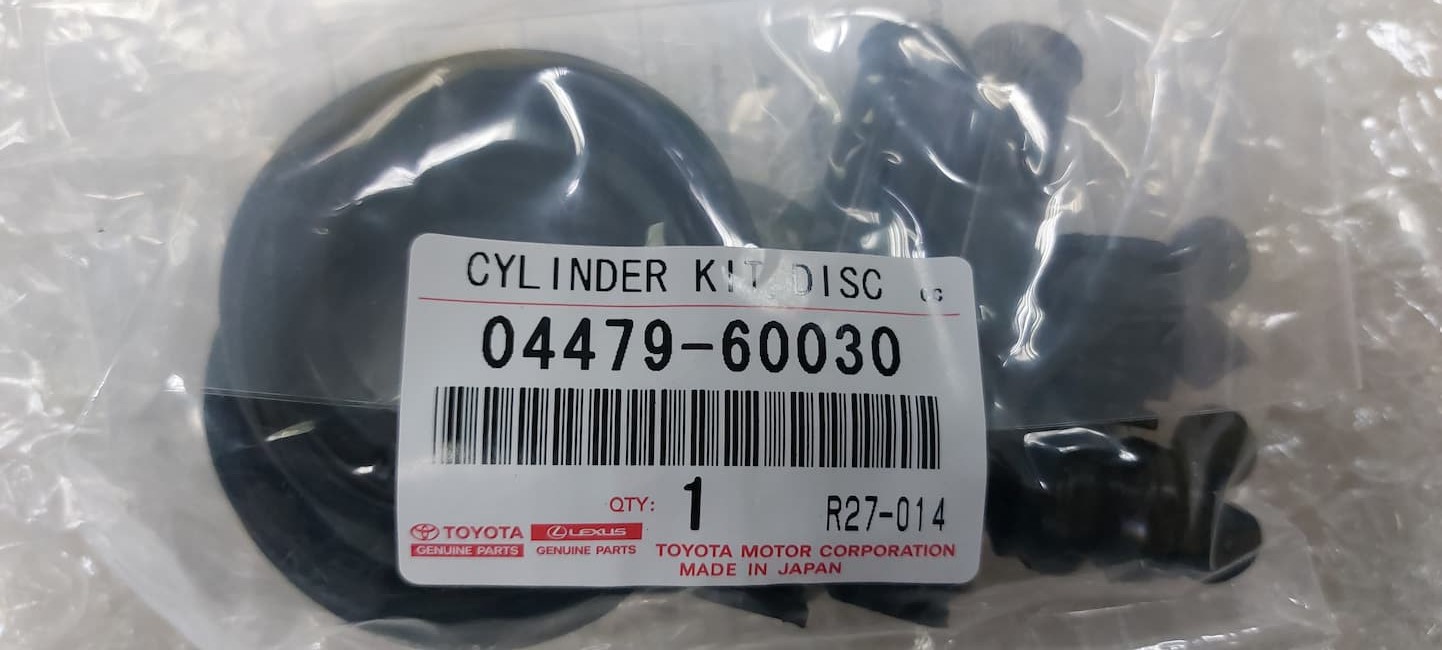 CYLINDER KIT,DISC CC
04479-60030
QTY: 1 R27-014
TOYOTA LEXUS
GENUINE PARTS GENUINE PARTS
TOYOTA MOTOR CORPORATION
MADE IN JAPAN